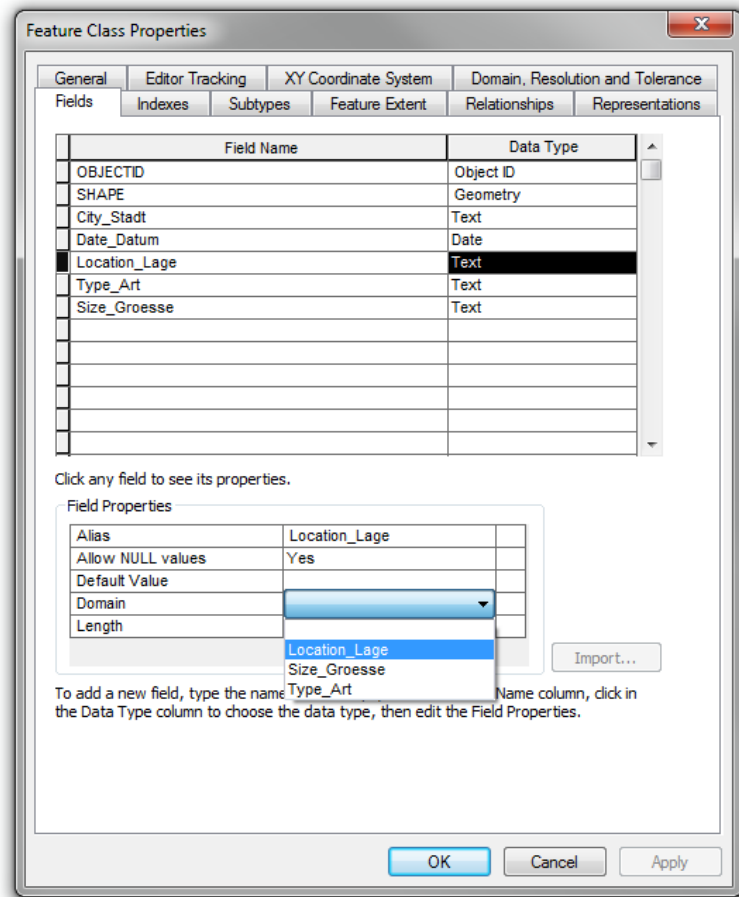 Feature Class Properties
General Editor Tracking XY Coordinate System Domain, Resolution and Tolerance
Fields Indexes Subtypes Feature Extent Relationships Representations
Field Name Data Type
OBJECTID Object ID
SHAPE Geometry
City_Stadt Text
Date_Datum Date
Location_Lage Text
Type_Art Text
Size_Groesse Text
Click any field to see its properties.
Field Properties
Alias Location_Lage
Allow NULL values Yes
Default Value
Domain
Length
Location_Lage
Size_Groesse
Type_Art
Import...
To add a new field, type the name Name column, click in
the Data Type column to choose the data type, then edit the Field Properties.
OK Cancel Apply